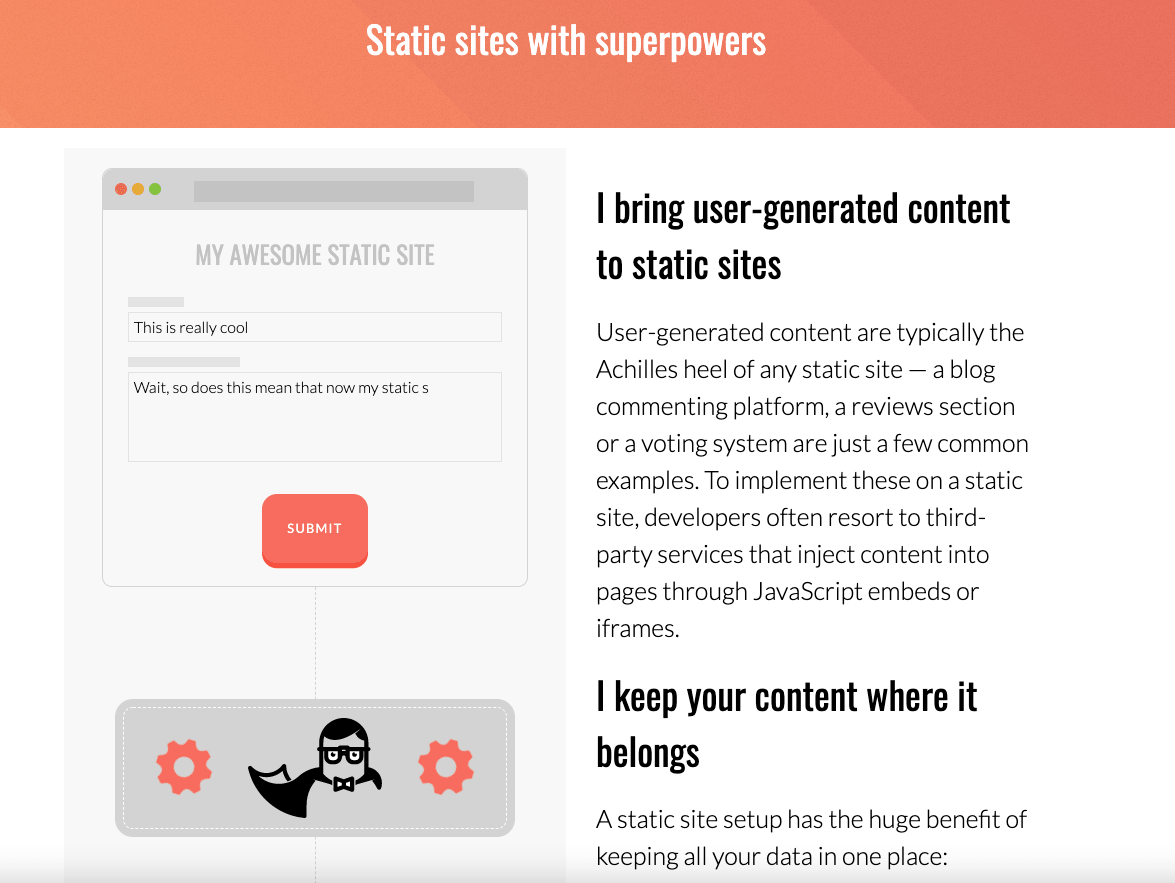 Static sites with superpowers
MY AWESOME STATIC SITE
This is really cool
Wait, so does this mean that now my static s
SUBMIT
I bring user-generated content
to static sites
User-generated content are typically the
Achilles heel of any static site — a blog
commenting platform, a reviews section
or a voting system are just a few common
examples. To implement these on a static
site, developers often resort to third-
party services that inject content into
pages through JavaScript embeds or
iframes.
I keep your content where it
belongs
A static site setup has the huge benefit of
keeping all your data in one place: